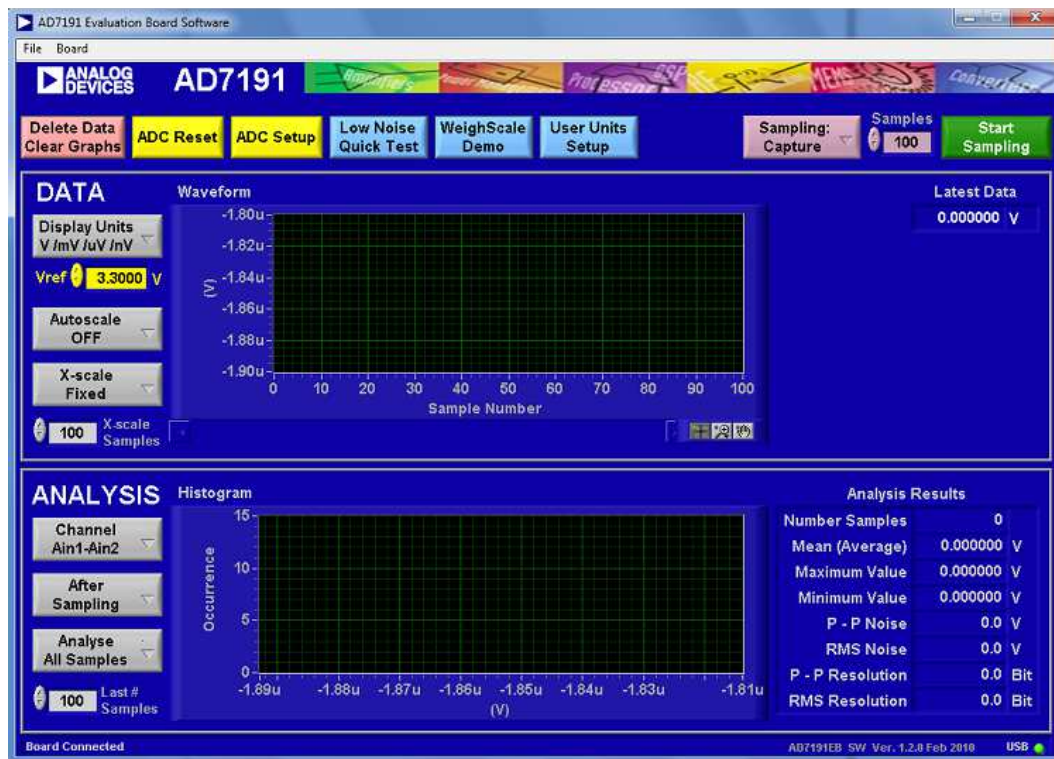 AD7191 Evaluation Board Software
File Board
ANALOG DEVICES
AD7191
Amplifiers
Power Man
Processor
DSP
MEMS
Converters
Delete Data Clear Graphs
ADC Reset
ADC Setup
Low Noise Quick Test
WeighScale Demo
User Units Setup
Sampling: Capture
Samples
100
Start Sampling
DATA
Waveform
Latest Data
0.000000 V
Display Units V /mV /uV /nV
Vref 3.3000 V
Autoscale OFF
X-scale Fixed
100 X-scale Samples
-1.80u
-1.82u
-1.84u
-1.86u
-1.88u
-1.90u
(V)
0 10 20 30 40 50 60 70 80 90 100
Sample Number
ANALYSIS
Histogram
Channel Ain1-Ain2
After Sampling
Analyse All Samples
100 Last # Samples
15
10
5
0
Occurrence
-1.89u -1.88u -1.87u -1.86u -1.85u -1.84u -1.83u -1.81u
(V)
Analysis Results
Number Samples 0
Mean (Average) 0.000000 V
Maximum Value 0.000000 V
Minimum Value 0.000000 V
P - P Noise 0.0 V
RMS Noise 0.0 V
P - P Resolution 0.0 Bit
RMS Resolution 0.0 Bit
Board Connected
AD7191EB SW Ver. 1.2.0 Feb 2010
USB